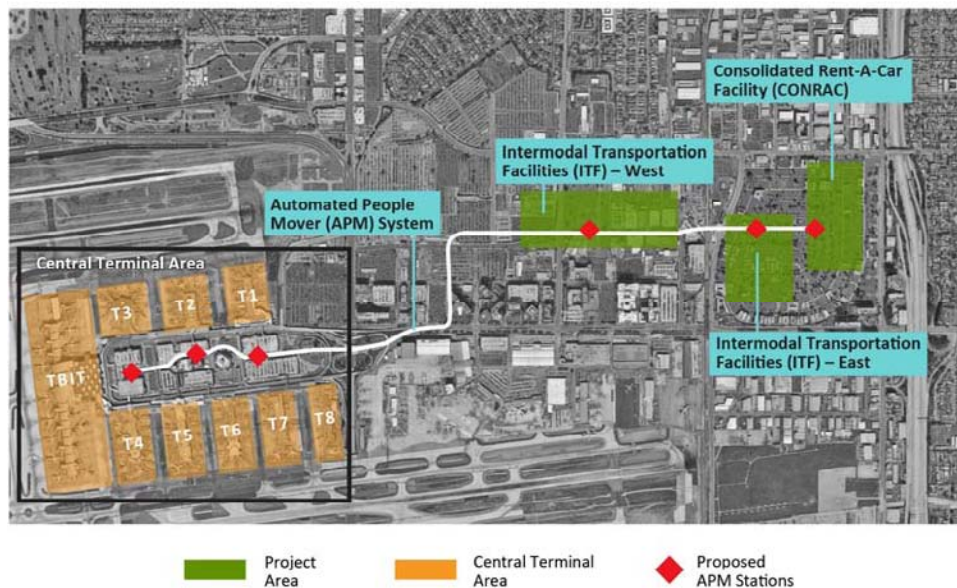 Consolidated Rent-A-Car
Facility (CONRAC)
Intermodal Transportation
Facilities (ITF) – West
Automated People
Mover (APM) System
Central Terminal Area
T3
T2
T1
TBIT
T4
T5
T6
T7
T8
Intermodal Transportation
Facilities (ITF) – East
Project
Area
Central Terminal
Area
Proposed
APM Stations